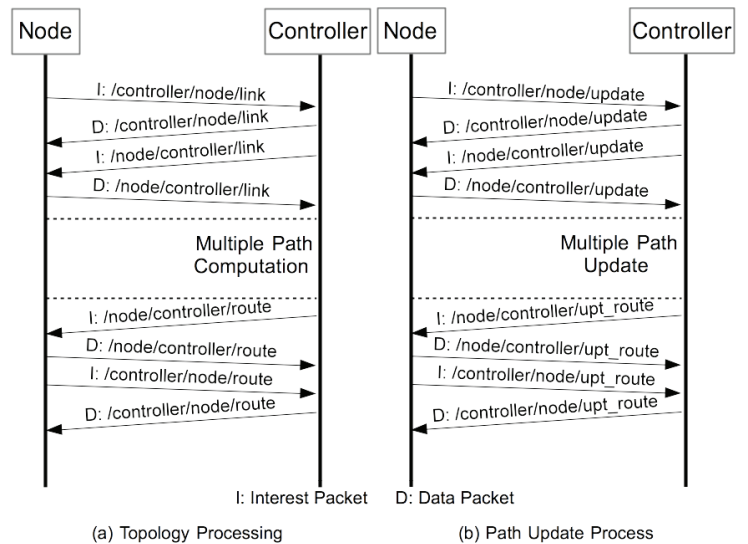 Node
Controller
I: /controller/node/link
D: /controller/node/link
I: /node/controller/link
D: /node/controller/link
Multiple Path
Computation
I: /node/controller/route
D: /node/controller/route
I: /controller/node/route
D: /controller/node/route
Node
Controller
I: /controller/node/update
D: /controller/node/update
I: /node/controller/update
D: /node/controller/update
Multiple Path
Update
I: /node/controller/upt_route
D: /node/controller/upt_route
I: /controller/node/upt_route
D: /controller/node/upt_route
I: Interest Packet
D: Data Packet
(a) Topology Processing
(b) Path Update Process